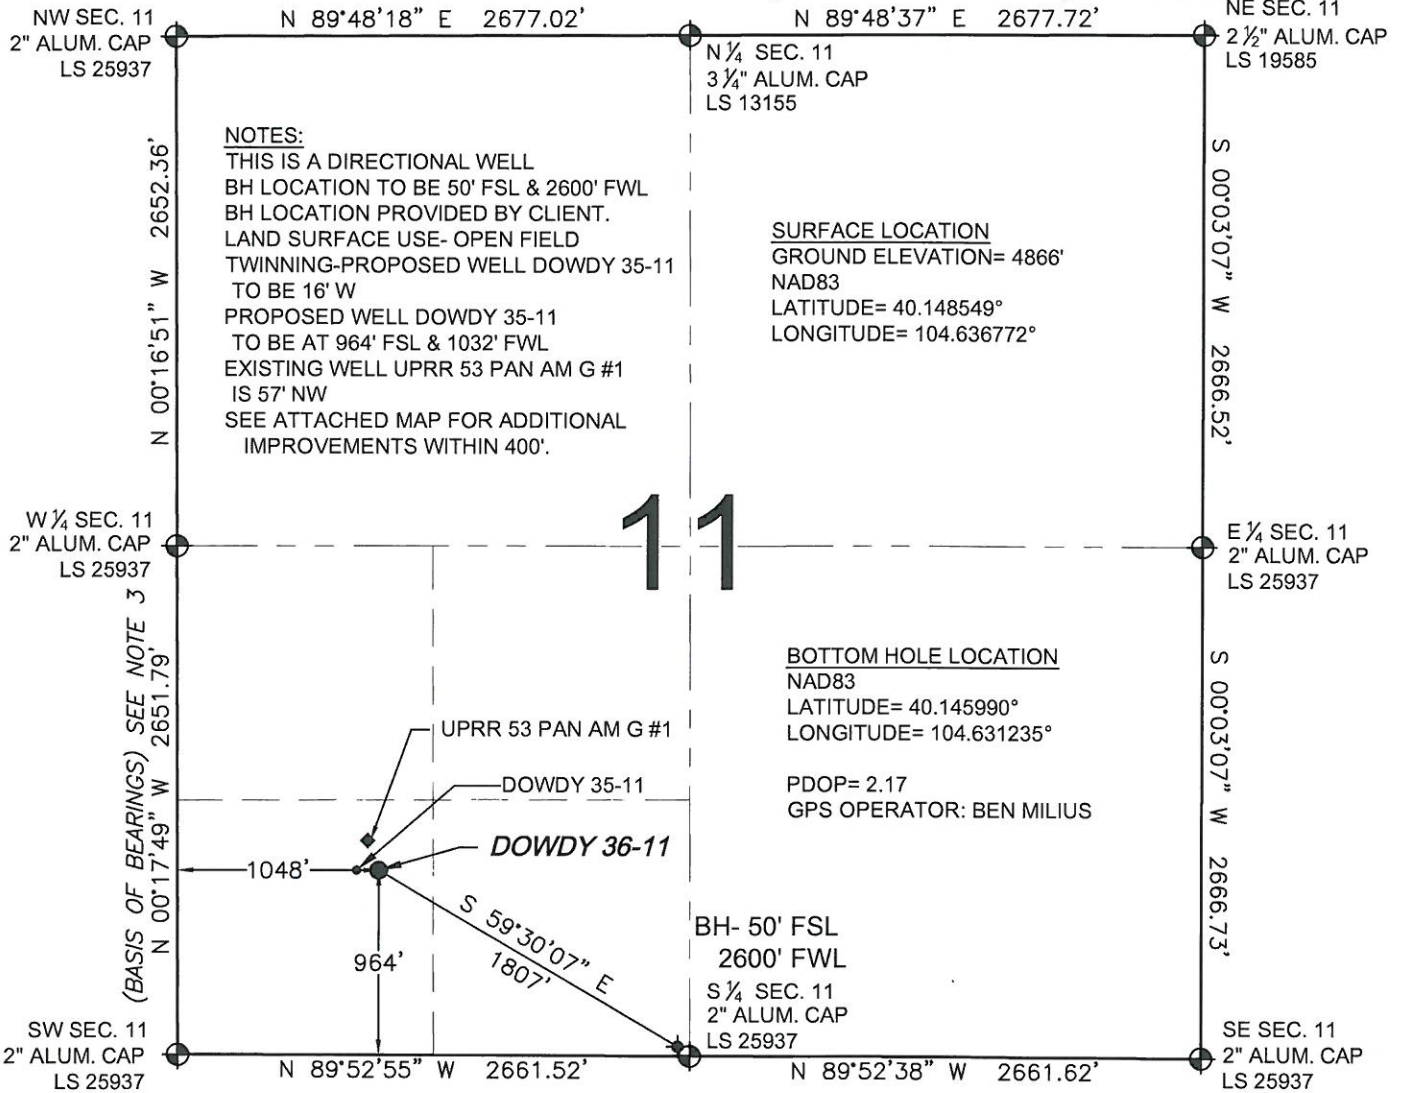 NW SEC. 11
2" ALUM. CAP
LS 25937
N 89°48'18" E 2677.02'
N 89°48'37" E 2677.72'
NE SEC. 11
2 ½" ALUM. CAP
LS 19585
N ¼ SEC. 11
3 ¼" ALUM. CAP
LS 13155
N 00°16'51" W 2652.36'
NOTES:
THIS IS A DIRECTIONAL WELL
BH LOCATION TO BE 50' FSL & 2600' FWL
BH LOCATION PROVIDED BY CLIENT.
LAND SURFACE USE- OPEN FIELD
TWINNING-PROPOSED WELL DOWDY 35-11
TO BE 16' W
PROPOSED WELL DOWDY 35-11
TO BE AT 964' FSL & 1032' FWL
EXISTING WELL UPRR 53 PAN AM G #1
IS 57' NW
SEE ATTACHED MAP FOR ADDITIONAL
IMPROVEMENTS WITHIN 400'.
SURFACE LOCATION
GROUND ELEVATION= 4866'
NAD83
LATITUDE= 40.148549°
LONGITUDE= 104.636772°
S 00°03'07" W 2666.52'
11
W ¼ SEC. 11
2" ALUM. CAP
LS 25937
E ¼ SEC. 11
2" ALUM. CAP
LS 25937
(BASIS OF BEARINGS) SEE NOTE 3
N 00°17'49" W 2651.79'
BOTTOM HOLE LOCATION
NAD83
LATITUDE= 40.145990°
LONGITUDE= 104.631235°
PDOP= 2.17
GPS OPERATOR: BEN MILIUS
S 00°03'07" W 2666.73'
UPRR 53 PAN AM G #1
DOWDY 35-11
DOWDY 36-11
1048'
964'
S 59°30'07" E
1807'
BH- 50' FSL
2600' FWL
S ¼ SEC. 11
2" ALUM. CAP
LS 25937
SW SEC. 11
2" ALUM. CAP
LS 25937
N 89°52'55" W 2661.52'
N 89°52'38" W 2661.62'
SE SEC. 11
2" ALUM. CAP
LS 25937